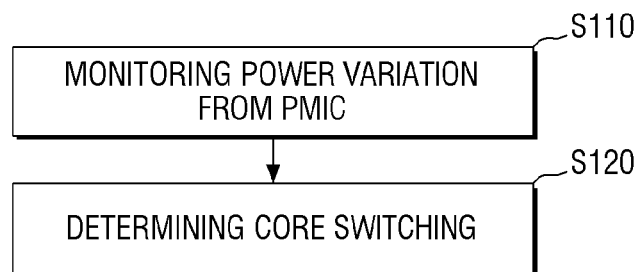 S110
MONITORING POWER VARIATION
FROM PMIC
S120
DETERMINING CORE SWITCHING